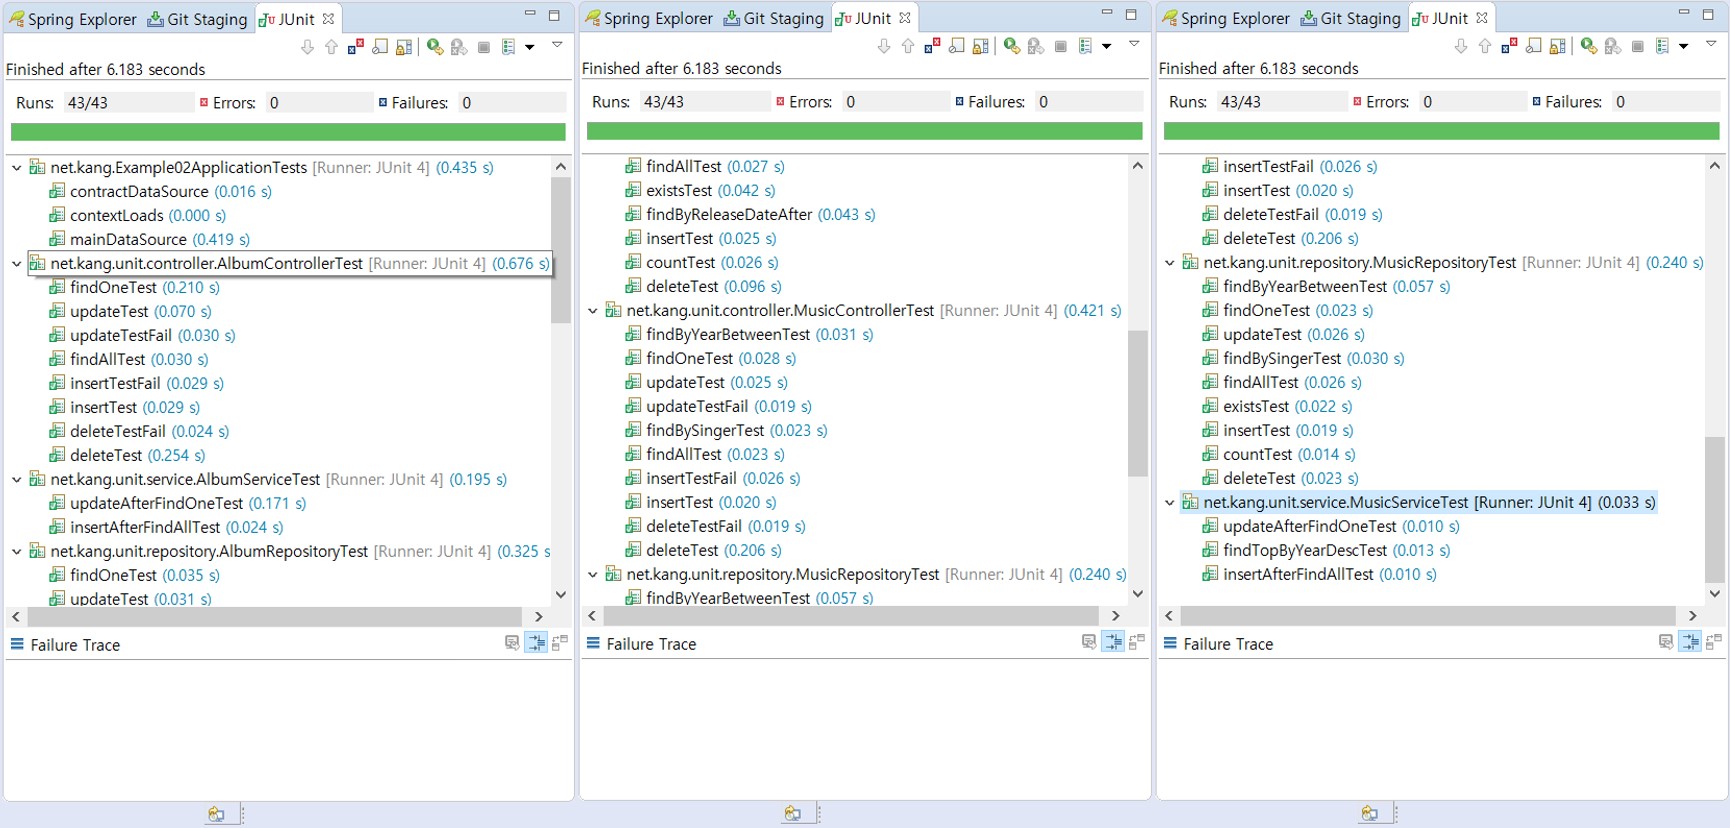 Spring Explorer Git Staging JUnit
Finished after 6.183 seconds
Runs: 43/43 Errors: 0 Failures: 0
net.kang.Example02ApplicationTests [Runner: JUnit 4] (0.435 s)
contractDataSource (0.016 s)
contextLoads (0.000 s)
mainDataSource (0.419 s)
net.kang.unit.controller.AlbumControllerTest [Runner: JUnit 4] (0.676 s)
findOneTest (0.210 s)
updateTest (0.070 s)
updateTestFail (0.030 s)
findAllTest (0.030 s)
insertTestFail (0.029 s)
insertTest (0.029 s)
deleteTestFail (0.024 s)
deleteTest (0.254 s)
net.kang.unit.service.AlbumServiceTest [Runner: JUnit 4] (0.195 s)
updateAfterFindOneTest (0.171 s)
insertAfterFindAllTest (0.024 s)
net.kang.unit.repository.AlbumRepositoryTest [Runner: JUnit 4] (0.325 s
findOneTest (0.035 s)
updateTest (0.031 s)
Failure Trace
Spring Explorer Git Staging JUnit
Finished after 6.183 seconds
Runs: 43/43 Errors: 0 Failures: 0
findAllTest (0.027 s)
existsTest (0.042 s)
findByReleaseDateAfter (0.043 s)
insertTest (0.025 s)
countTest (0.026 s)
deleteTest (0.096 s)
net.kang.unit.controller.MusicControllerTest [Runner: JUnit 4] (0.421 s)
findByYearBetweenTest (0.031 s)
findOneTest (0.028 s)
updateTest (0.025 s)
updateTestFail (0.019 s)
findBySingerTest (0.023 s)
findAllTest (0.023 s)
insertTestFail (0.026 s)
insertTest (0.020 s)
deleteTestFail (0.019 s)
deleteTest (0.206 s)
net.kang.unit.repository.MusicRepositoryTest [Runner: JUnit 4] (0.240 s)
findByYearBetweenTest (0.057 s)
Failure Trace
Spring Explorer Git Staging JUnit
Finished after 6.183 seconds
Runs: 43/43 Errors: 0 Failures: 0
insertTestFail (0.026 s)
insertTest (0.020 s)
deleteTestFail (0.019 s)
deleteTest (0.206 s)
net.kang.unit.repository.MusicRepositoryTest [Runner: JUnit 4] (0.240 s)
findByYearBetweenTest (0.057 s)
findOneTest (0.023 s)
updateTest (0.026 s)
findBySingerTest (0.030 s)
findAllTest (0.026 s)
existsTest (0.022 s)
insertTest (0.019 s)
countTest (0.014 s)
deleteTest (0.023 s)
net.kang.unit.service.MusicServiceTest [Runner: JUnit 4] (0.033 s)
updateAfterFindOneTest (0.010 s)
findTopByYearDescTest (0.013 s)
insertAfterFindAllTest (0.010 s)
Failure Trace